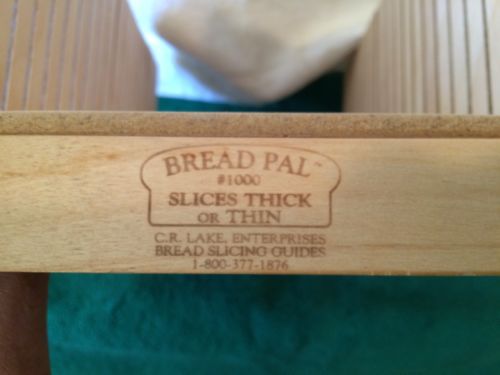 BREAD PAL™
#1000
SLICES THICK
OR THIN
C.R. LAKE, ENTERPRISES
BREAD SLICING GUIDES
1-800-377-1876